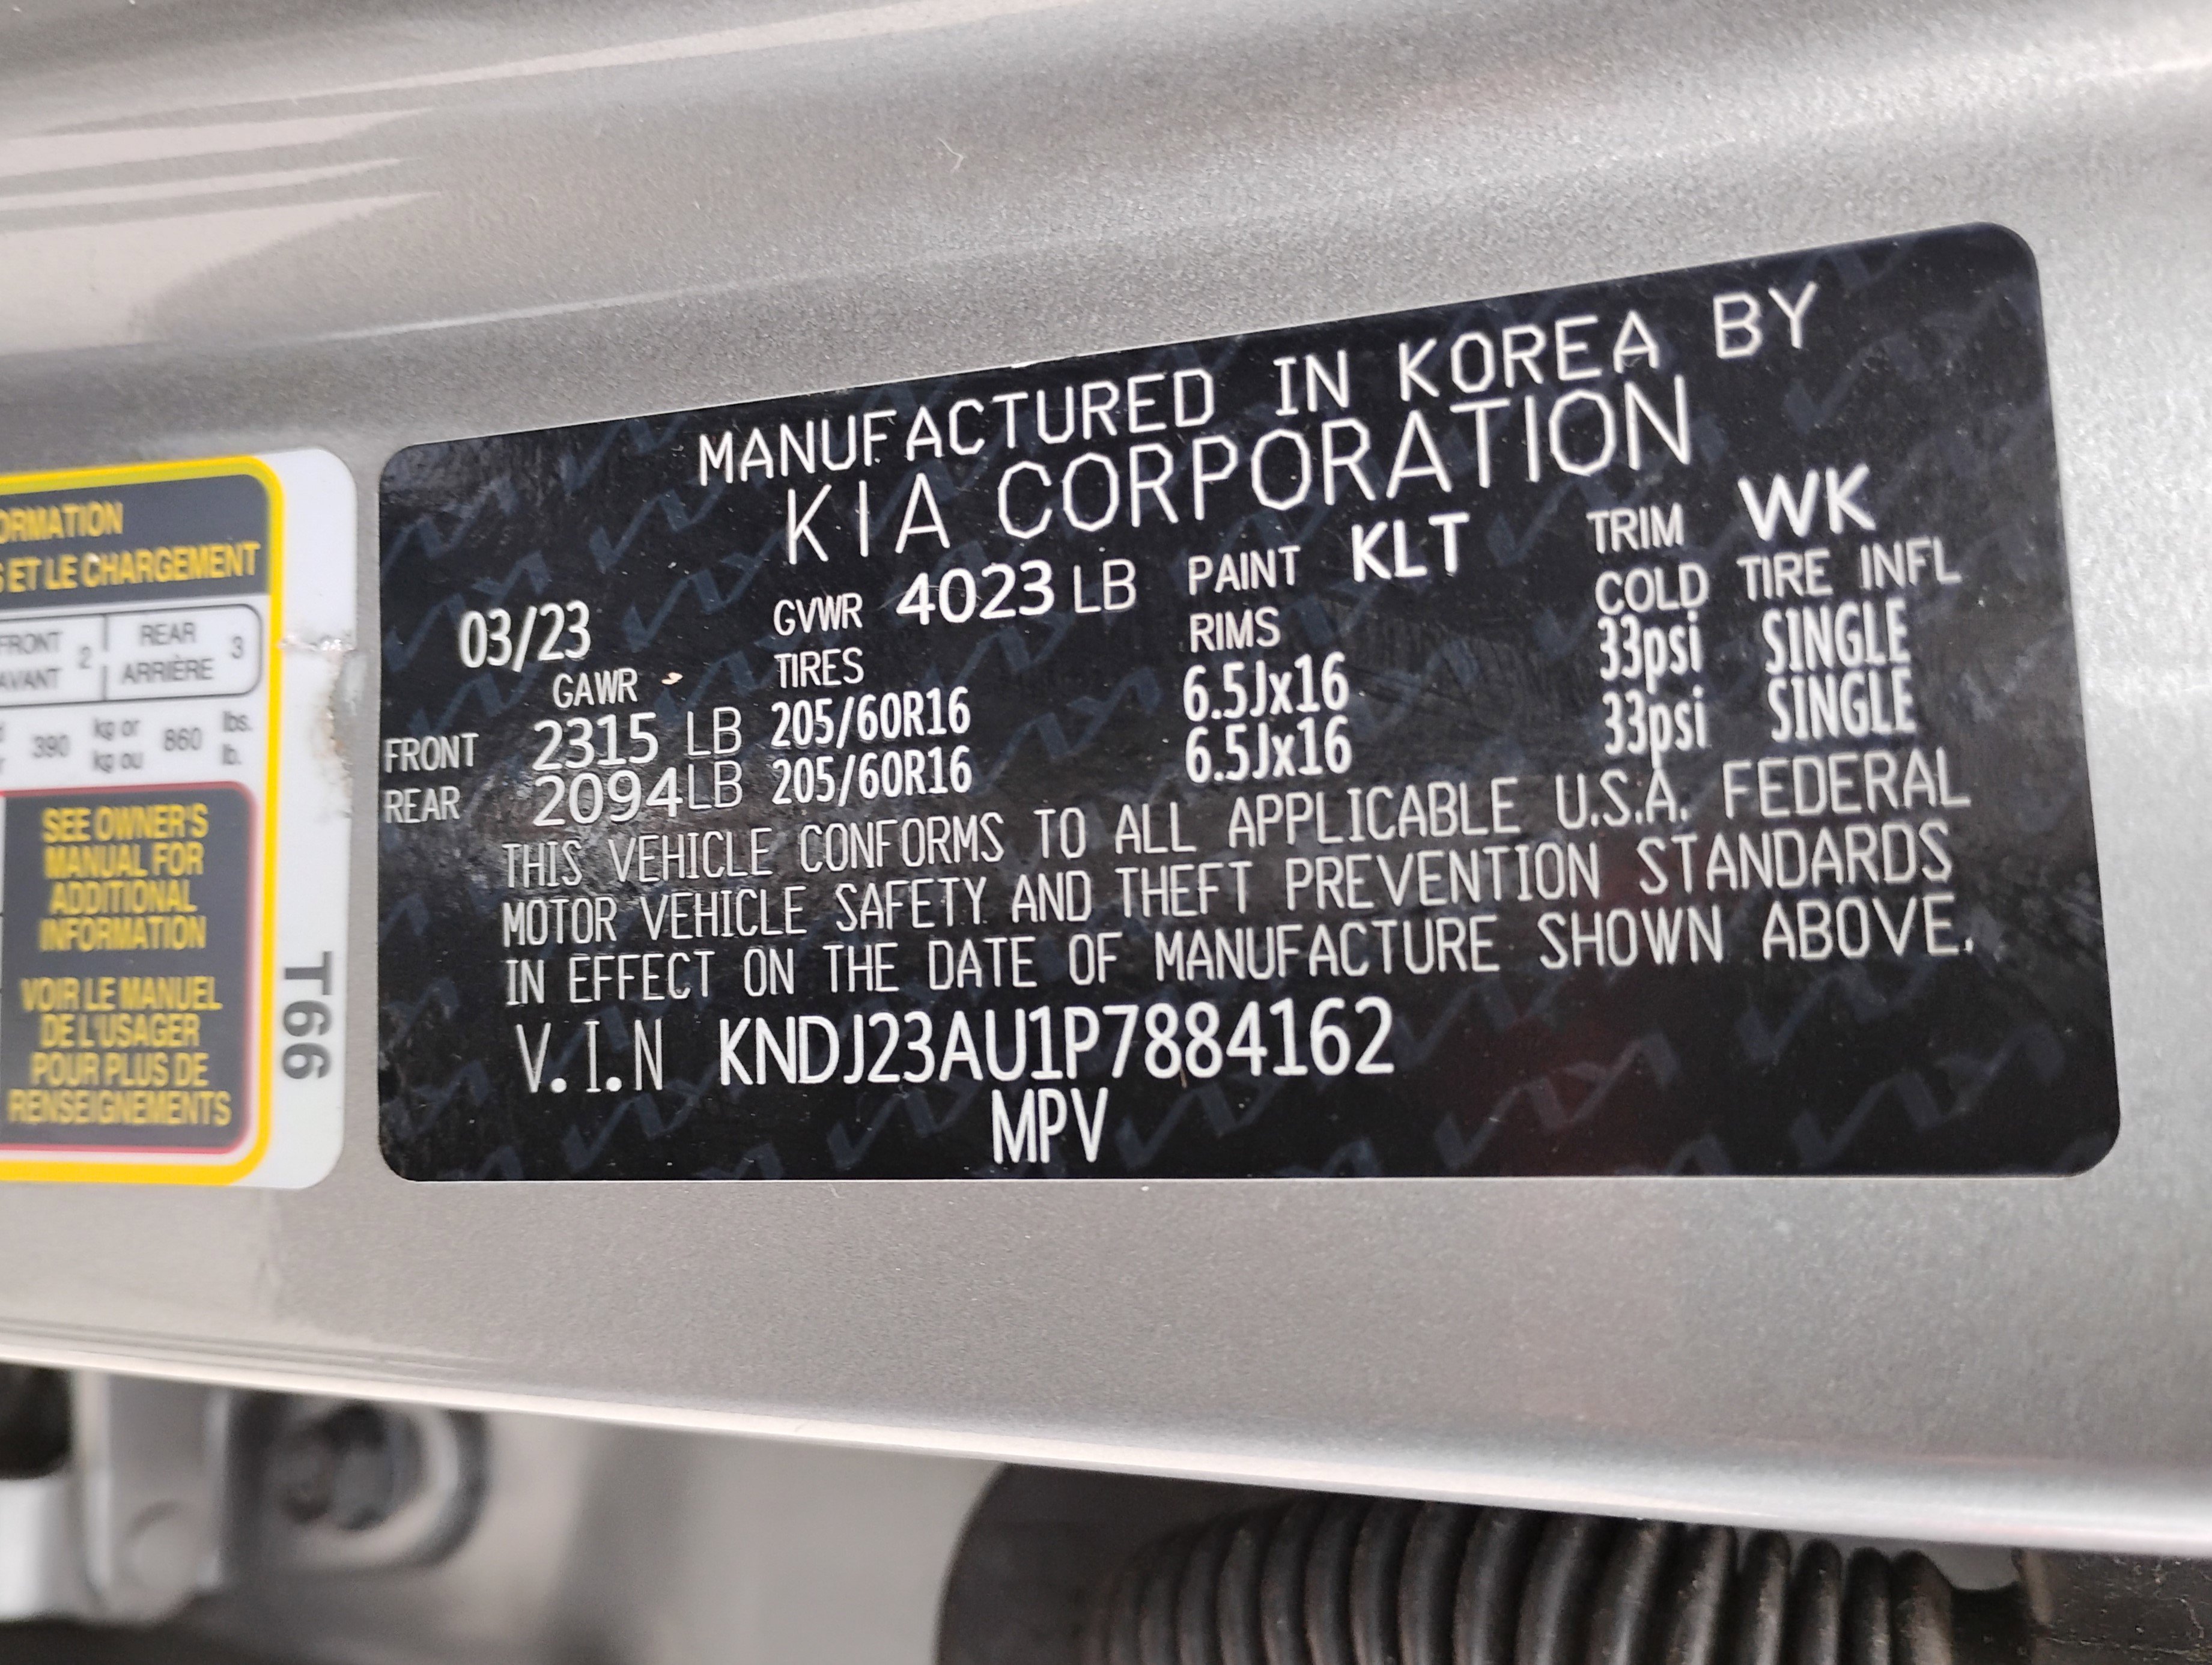 ORMATION
ET LE CHARGEMENT
FRONT 2 REAR 3
AVANT ARRIÈRE
390 kg or 860 lbs.
kg ou lb.
SEE OWNER'S
MANUAL FOR
ADDITIONAL
INFORMATION
VOIR LE MANUEL
DE L'USAGER
POUR PLUS DE
RENSEIGNEMENTS
T66
MANUFACTURED IN KOREA BY
KIA CORPORATION
03/23 GVWR 4023 LB PAINT KLT TRIM WK
GAWR TIRES RIMS COLD TIRE INFL
FRONT 2315 LB 205/60R16 6.5Jx16 33psi SINGLE
REAR 2094LB 205/60R16 6.5Jx16 33psi SINGLE
THIS VEHICLE CONFORMS TO ALL APPLICABLE U.S.A. FEDERAL
MOTOR VEHICLE SAFETY AND THEFT PREVENTION STANDARDS
IN EFFECT ON THE DATE OF MANUFACTURE SHOWN ABOVE.
V.I.N KNDJ23AU1P7884162
MPV